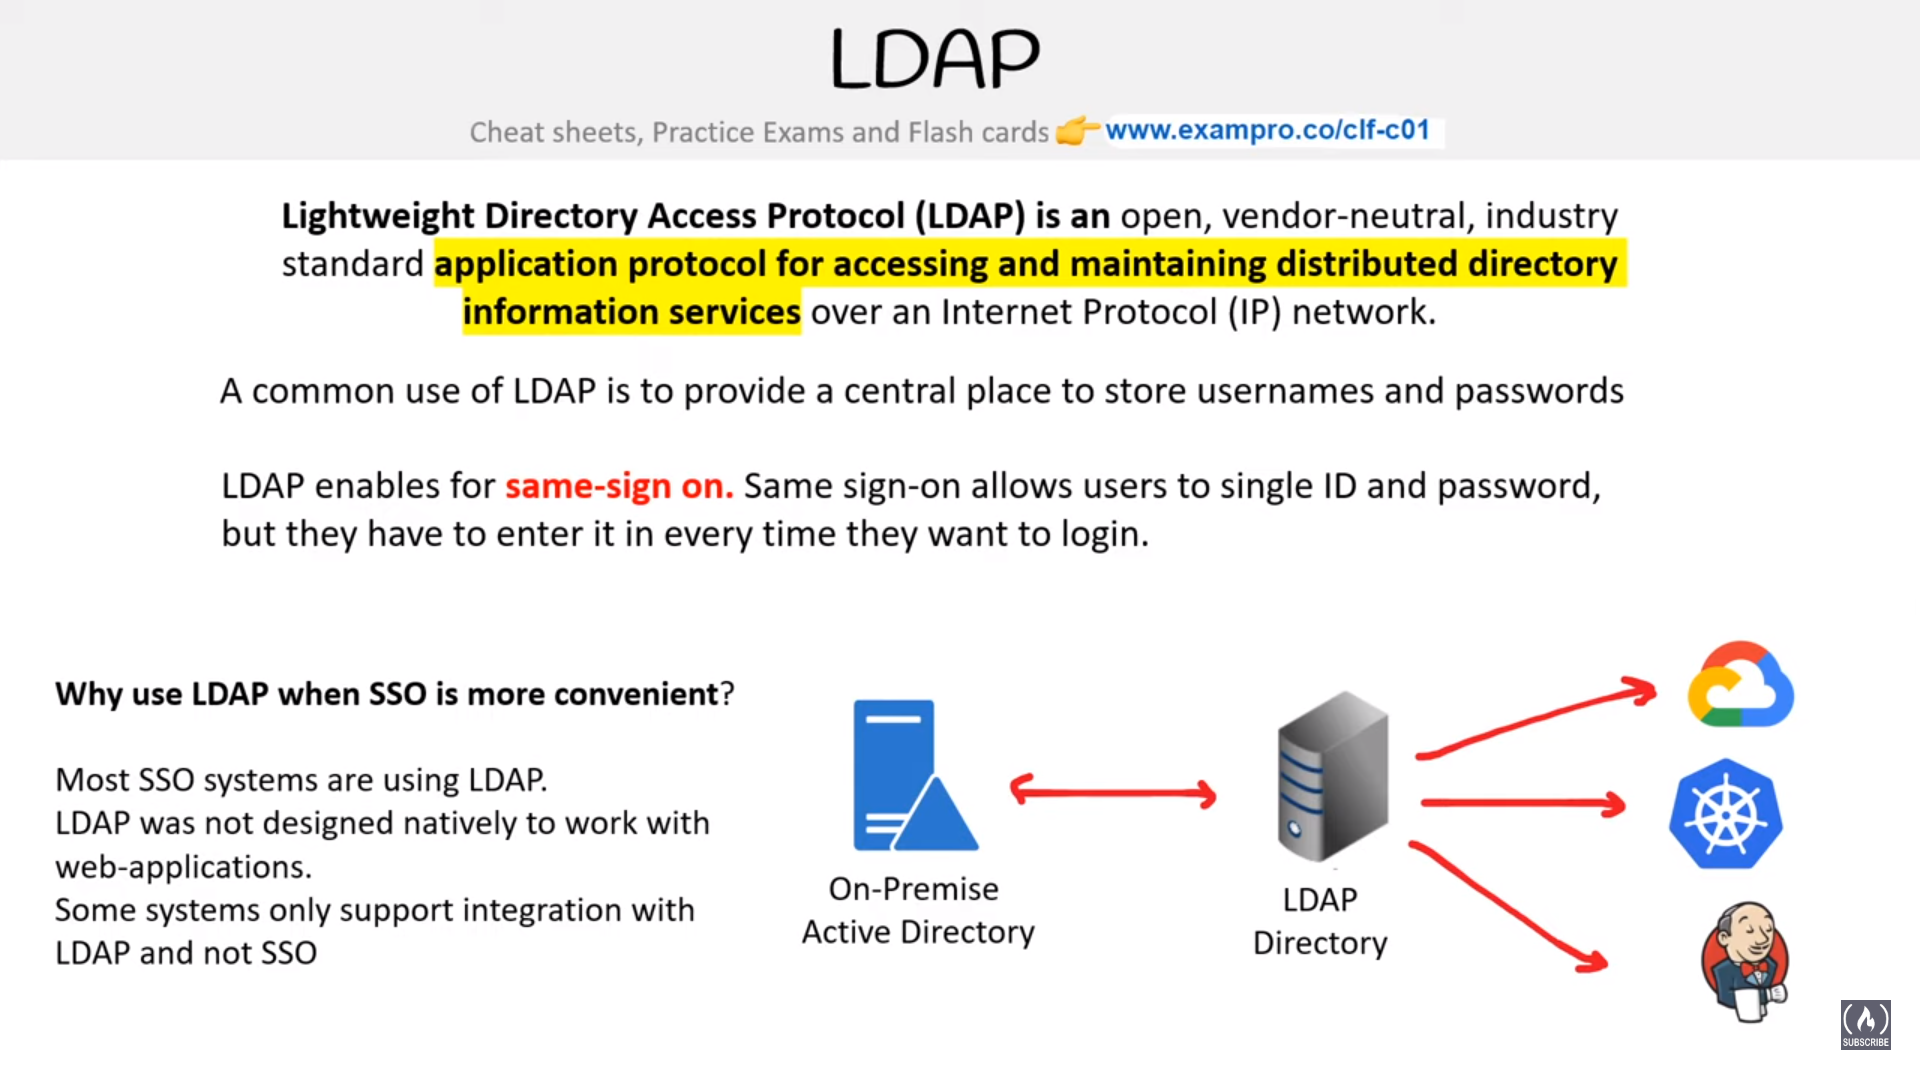 LDAP
Cheat sheets, Practice Exams and Flash cards 👉 www.exampro.co/clf-c01
Lightweight Directory Access Protocol (LDAP) is an open, vendor-neutral, industry
standard application protocol for accessing and maintaining distributed directory
information services over an Internet Protocol (IP) network.
A common use of LDAP is to provide a central place to store usernames and passwords
LDAP enables for same-sign on. Same sign-on allows users to single ID and password,
but they have to enter it in every time they want to login.
Why use LDAP when SSO is more convenient?
Most SSO systems are using LDAP.
LDAP was not designed natively to work with
web-applications.
Some systems only support integration with
LDAP and not SSO
On-Premise
Active Directory
LDAP
Directory
SUBSCRIBE